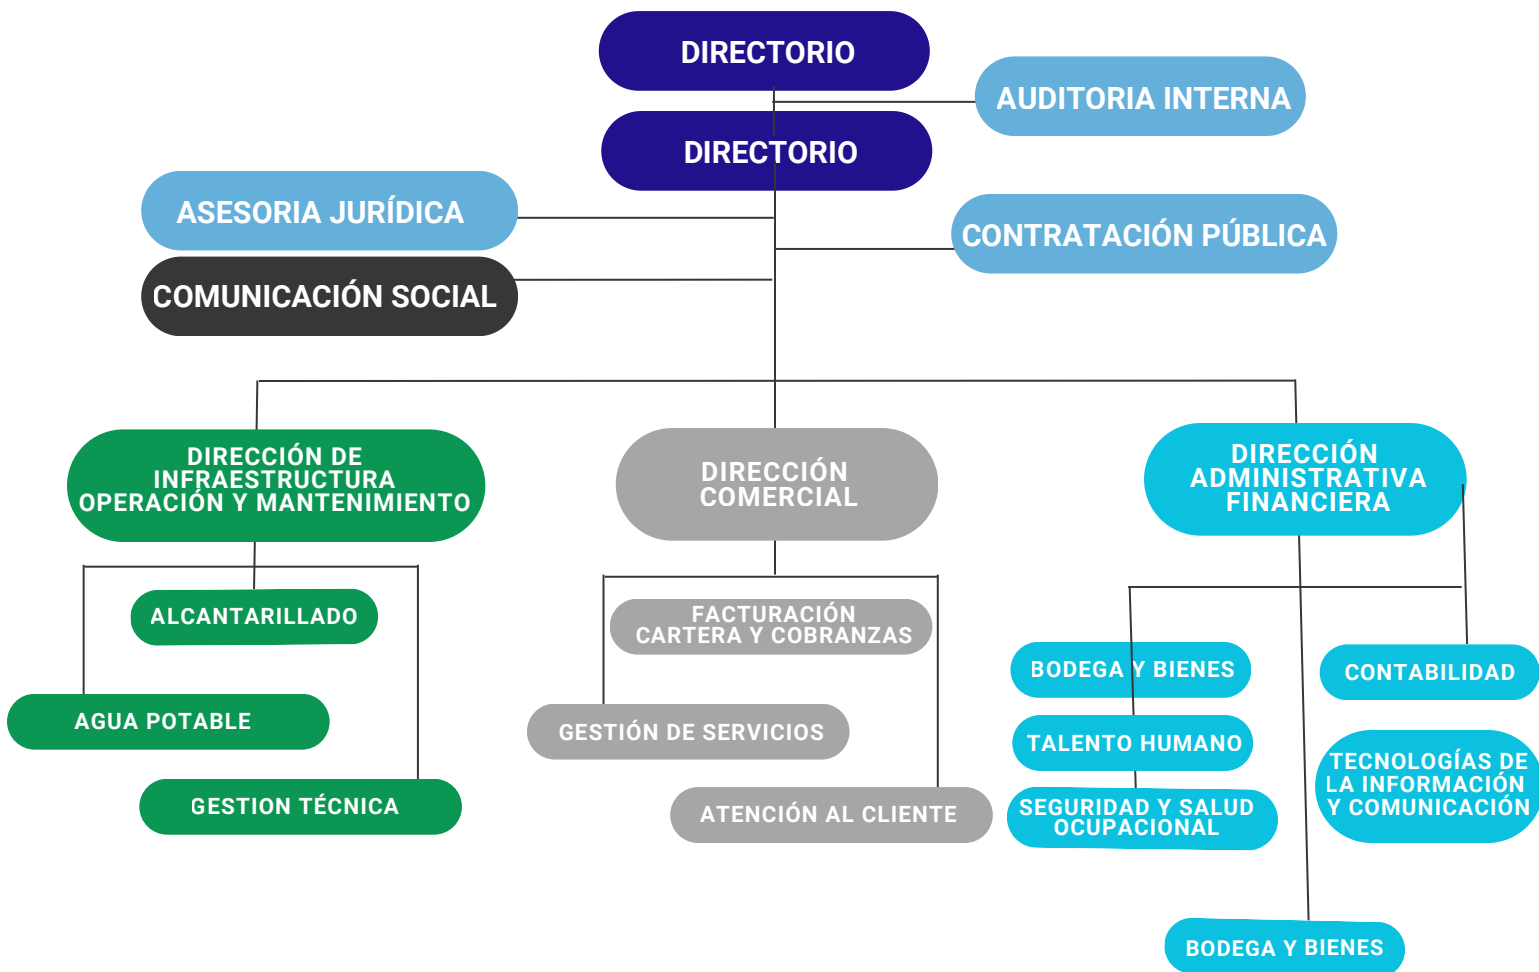 DIRECTORIO
AUDITORIA INTERNA
DIRECTORIO
ASESORIA JURÍDICA
CONTRATACIÓN PÚBLICA
COMUNICACIÓN SOCIAL
DIRECCIÓN DE
INFRAESTRUCTURA
OPERACIÓN Y MANTENIMIENTO
DIRECCIÓN
COMERCIAL
DIRECCIÓN
ADMINISTRATIVA
FINANCIERA
ALCANTARILLADO
AGUA POTABLE
GESTION TÉCNICA
FACTURACIÓN
CARTERA Y COBRANZAS
GESTIÓN DE SERVICIOS
ATENCIÓN AL CLIENTE
BODEGA Y BIENES
TALENTO HUMANO
SEGURIDAD Y SALUD
OCUPACIONAL
CONTABILIDAD
TECNOLOGÍAS DE
LA INFORMACIÓN
Y COMUNICACIÓN
BODEGA Y BIENES